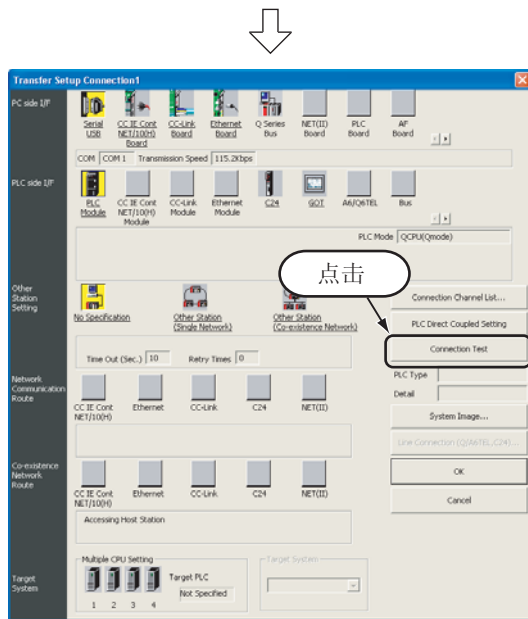 Transfer Setup Connection1
PC side I/F
Serial USB
CC IE Cont NET/10(H) Board
CC-Link Board
Ethernet Board
Q Series Bus
NET(II) Board
PLC Board
AF Board
COM COM 1 Transmission Speed 115.2Kbps
PLC side I/F
PLC Module
CC IE Cont NET/10(H) Module
CC-Link Module
Ethernet Module
C24
GOT
A6/Q6TEL
Bus
PLC Mode QCPU(Qmode)
点击
Other Station Setting
No Specification
Other Station (Single Network)
Other Station (Co-existence Network)
Time Out (Sec.) 10 Retry Times 0
Connection Channel List...
PLC Direct Coupled Setting
Connection Test
PLC Type
Detail
System Image...
Line Connection (Q/A6TEL,C24)...
OK
Cancel
Network Communication Route
CC IE Cont NET/10(H)
Ethernet
CC-Link
C24
NET(II)
Co-existence Network Route
CC IE Cont NET/10(H)
Ethernet
CC-Link
C24
NET(II)
Accessing Host Station
Target System
Multiple CPU Setting
1 2 3 4
Target PLC
Not Specified
Target System